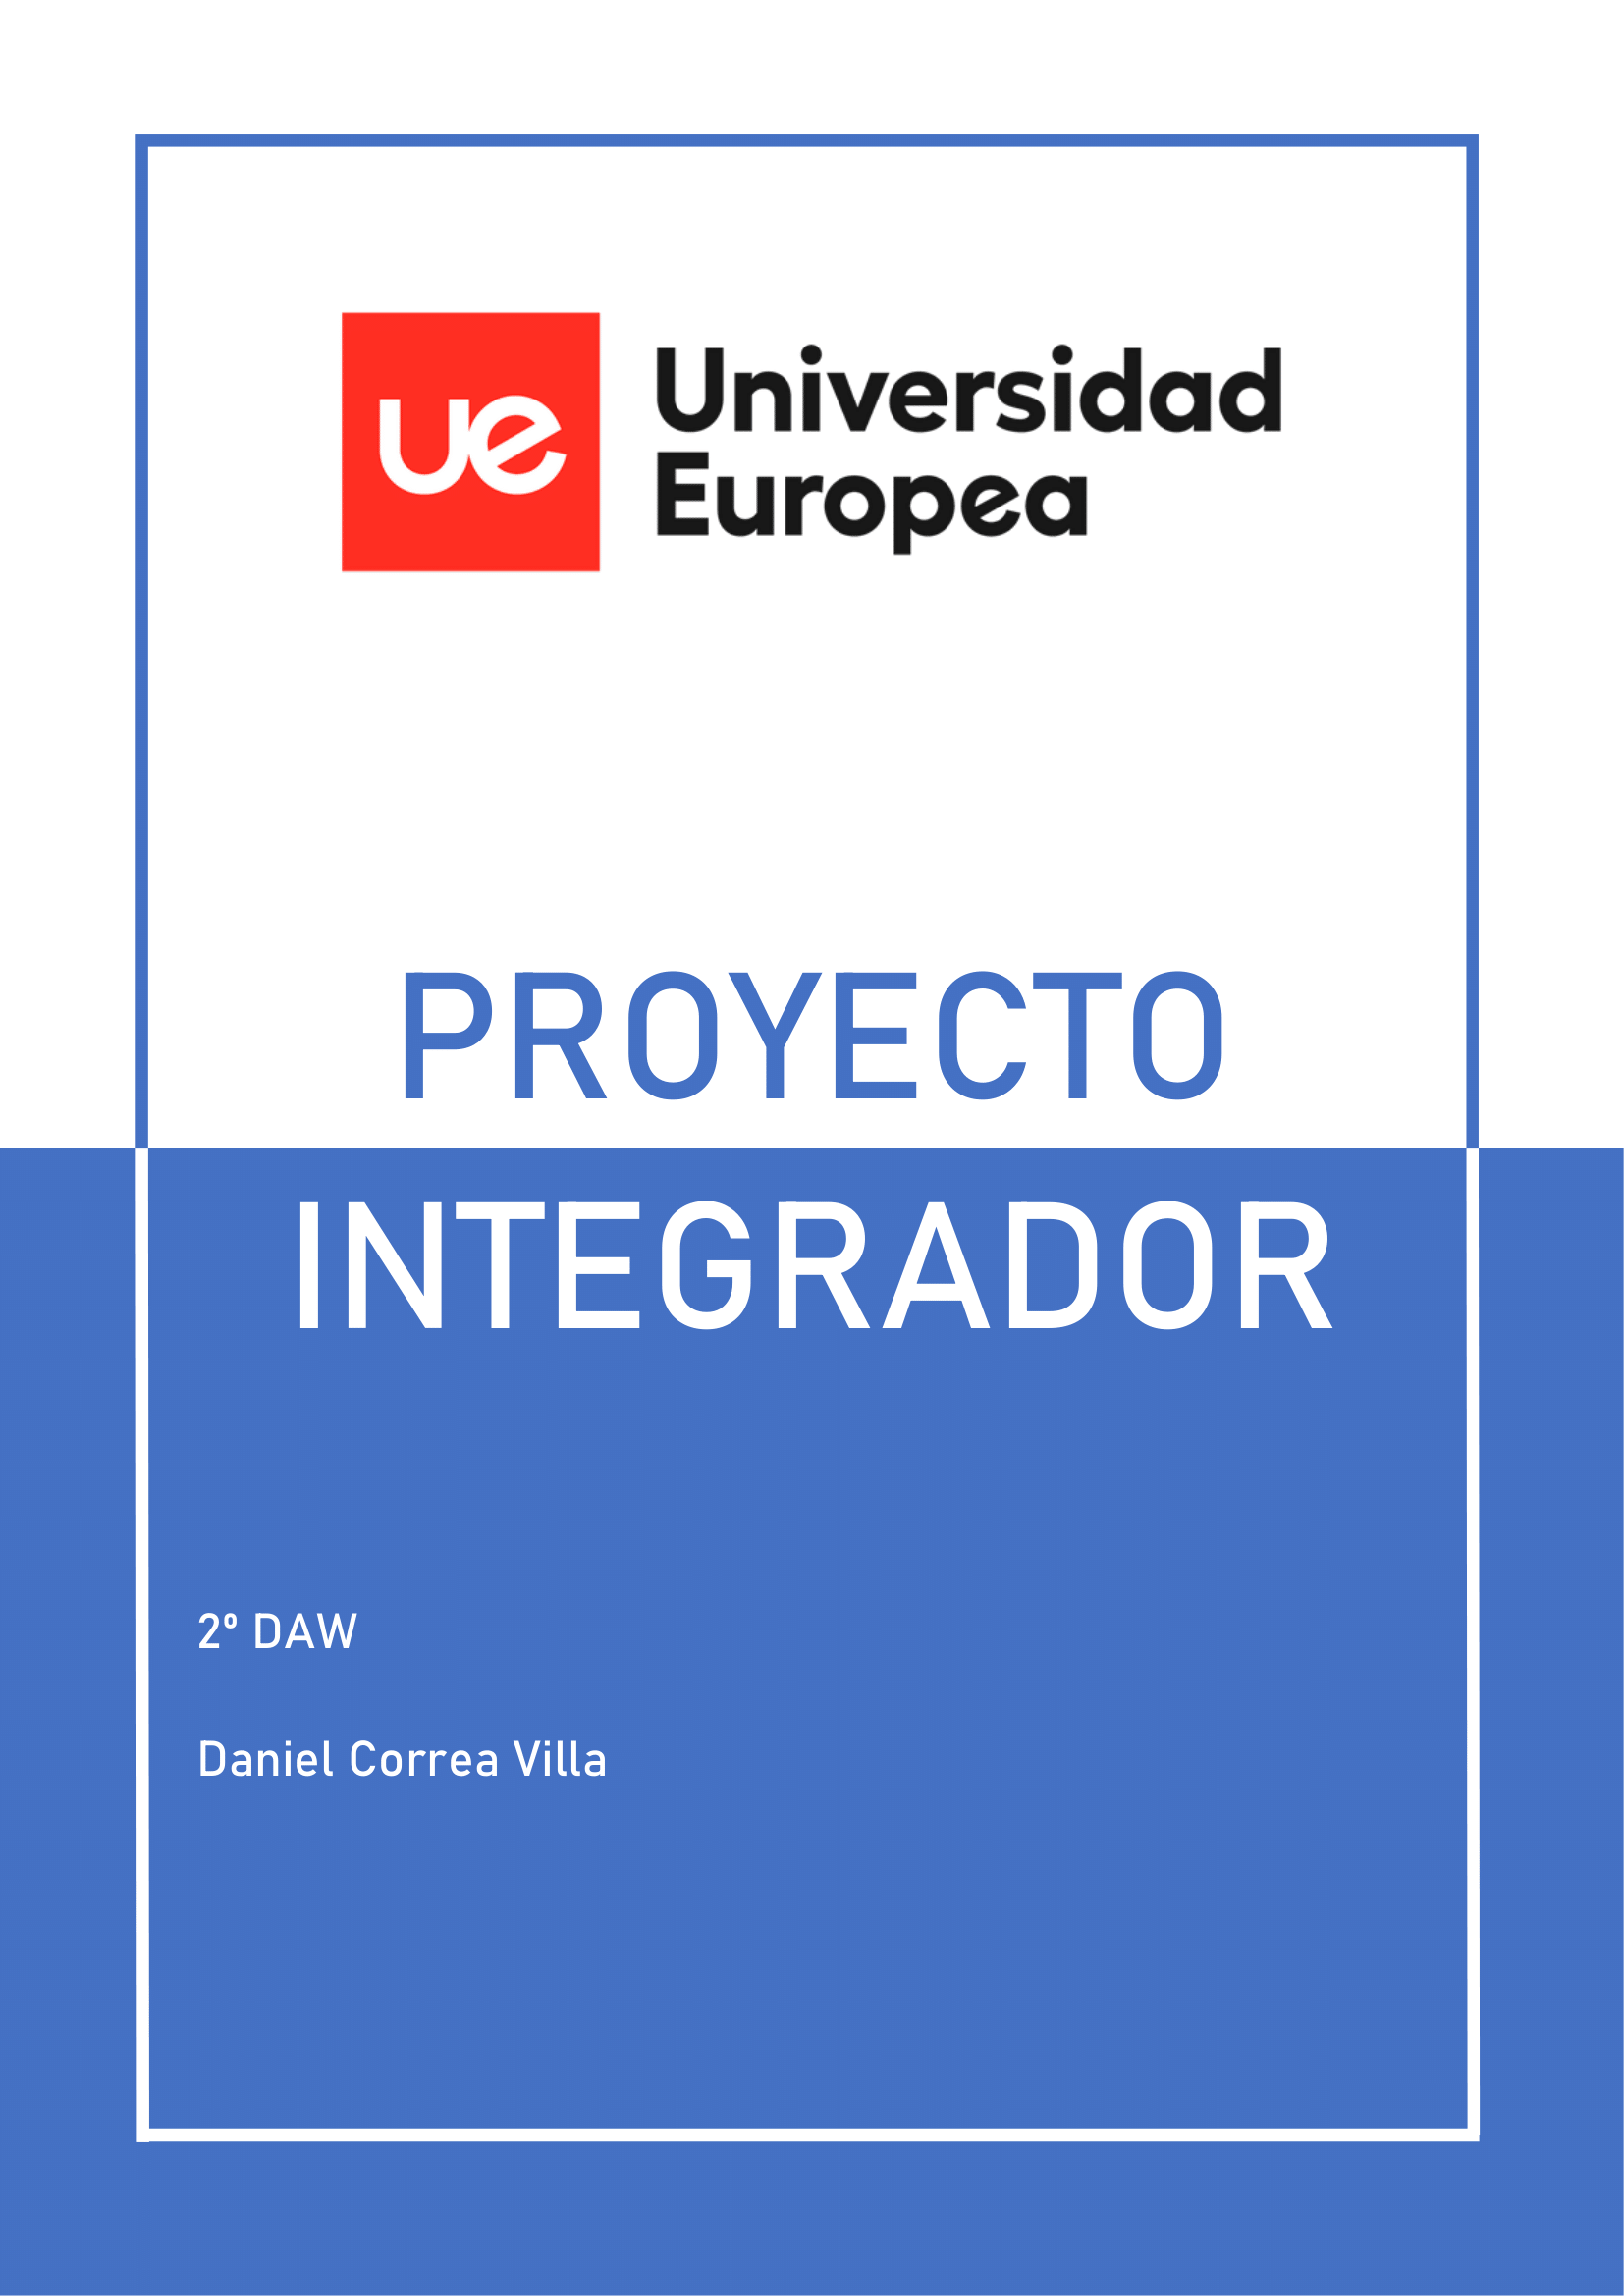 ue
Universidad
Europea
PROYECTO
INTEGRADOR
2º DAW
Daniel Correa Villa